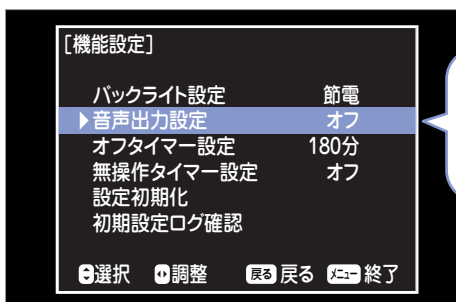 [機能設定]
バックライト設定 節電
音声出力設定 オフ
オフタイマー設定 180分
無操作タイマー設定 オフ
設定初期化
初期設定ログ確認
選択 調整 戻る 戻る メニュー 終了